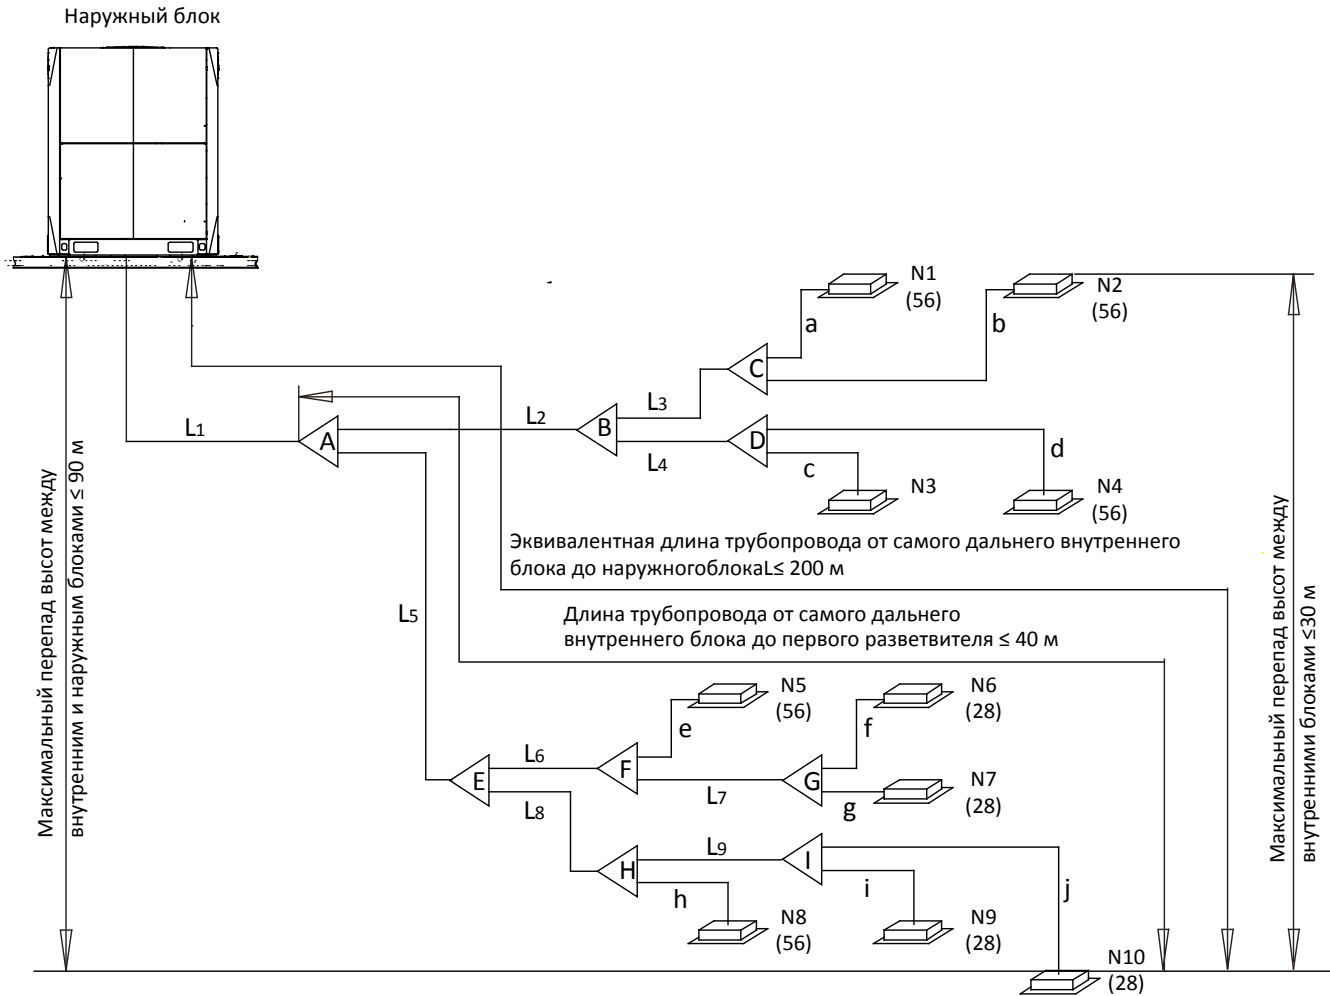 Наружный блок
N1
(56)
N2
(56)
a
b
C
L3
L2
B
L1
A
L4
D
d
c
N3
N4
(56)
Эквивалентная длина трубопровода от самого дальнего внутреннего
блока до наружногоблокаL≤ 200 м
Длина трубопровода от самого дальнего
внутреннего блока до первого разветвителя ≤ 40 м
L5
Максимальный перепад высот между
внутренним и наружным блоками ≤ 90 м
Максимальный перепад высот между
внутренними блоками ≤30 м
N5
(56)
N6
(28)
e
f
L6
F
E
G
L7
N7
(28)
g
L8
L9
I
H
h
i
j
N8
(56)
N9
(28)
N10
(28)